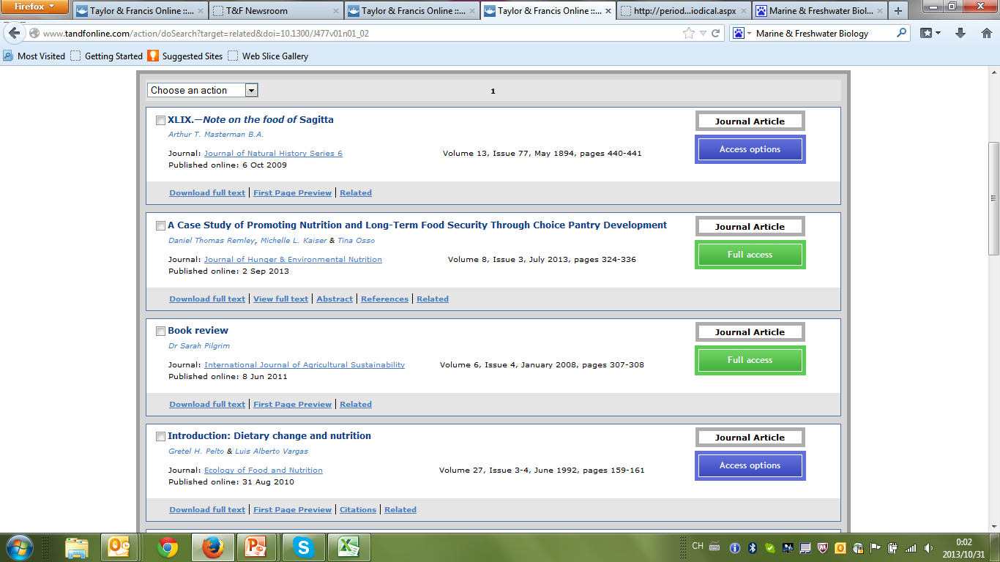 Firefox
Taylor & Francis Online ::...
T&F Newsroom
Taylor & Francis Online ::...
Taylor & Francis Online ::...
http://period...iodical.aspx
Marine & Freshwater Biol...
www.tandfonline.com/action/doSearch?target=related&doi=10.1300/J477v01n01_02
Marine & Freshwater Biology
Most Visited
Getting Started
Suggested Sites
Web Slice Gallery
Choose an action
1
XLIX.—Note on the food of Sagitta
Journal Article
Arthur T. Masterman B.A.
Access options
Journal: Journal of Natural History Series 6
Volume 13, Issue 77, May 1894, pages 440-441
Published online: 6 Oct 2009
Download full text | First Page Preview | Related
A Case Study of Promoting Nutrition and Long-Term Food Security Through Choice Pantry Development
Journal Article
Daniel Thomas Remley, Michelle L. Kaiser & Tina Osso
Full access
Journal: Journal of Hunger & Environmental Nutrition
Volume 8, Issue 3, July 2013, pages 324-336
Published online: 2 Sep 2013
Download full text | View full text | Abstract | References | Related
Book review
Journal Article
Dr Sarah Pilgrim
Full access
Journal: International Journal of Agricultural Sustainability
Volume 6, Issue 4, January 2008, pages 307-308
Published online: 8 Jun 2011
Download full text | First Page Preview | Related
Introduction: Dietary change and nutrition
Journal Article
Gretel H. Pelto & Luis Alberto Vargas
Access options
Journal: Ecology of Food and Nutrition
Volume 27, Issue 3-4, June 1992, pages 159-161
Published online: 31 Aug 2010
Download full text | First Page Preview | Citations | Related
CH
0:02
2013/10/31